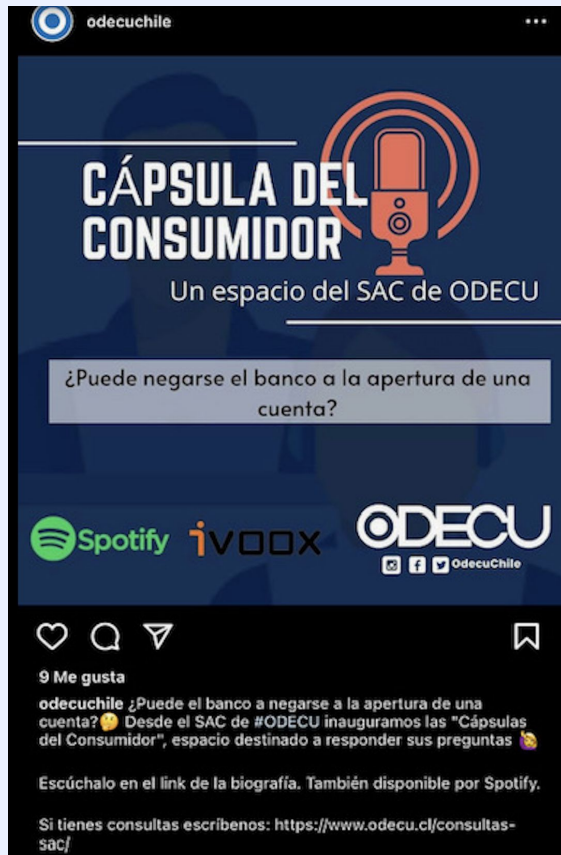 odecuchile
CÁPSULA DEL
CONSUMIDOR
Un espacio del SAC de ODECU
¿Puede negarse el banco a la apertura de una
cuenta?
Spotify
ivoox
ODECU
OdecuChile
9 Me gusta
odecuchile ¿Puede el banco a negarse a la apertura de una
cuenta?🤔 Desde el SAC de #ODECU inauguramos las "Cápsulas
del Consumidor", espacio destinado a responder sus preguntas 🙋
Escúchalo en el link de la biografía. También disponible por Spotify.
Si tienes consultas escríbenos: https://www.odecu.cl/consultas-
sac/